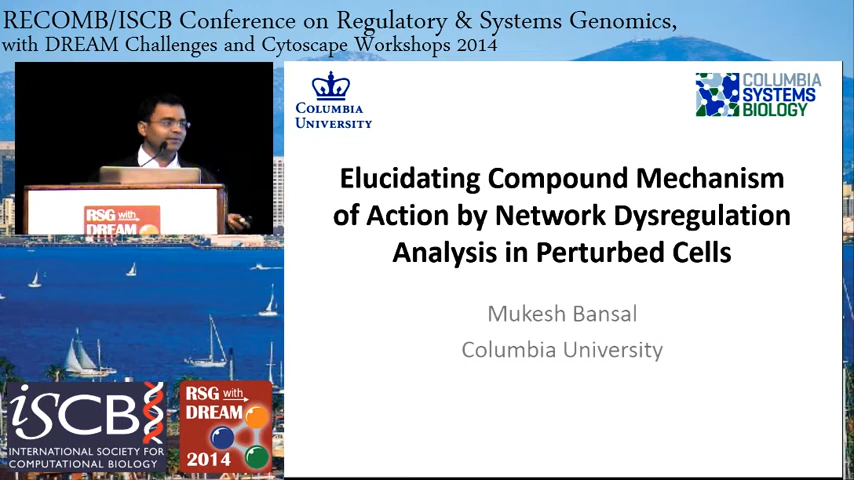 RECOMB/ISCB Conference on Regulatory & Systems Genomics,
with DREAM Challenges and Cytoscape Workshops 2014
COLUMBIA
UNIVERSITY
COLUMBIA
SYSTEMS
BIOLOGY
Elucidating Compound Mechanism
of Action by Network Dysregulation
Analysis in Perturbed Cells
Mukesh Bansal
Columbia University
RSG with
DREAM
iSCB
INTERNATIONAL SOCIETY FOR
COMPUTATIONAL BIOLOGY
RSG with
DREAM
2014